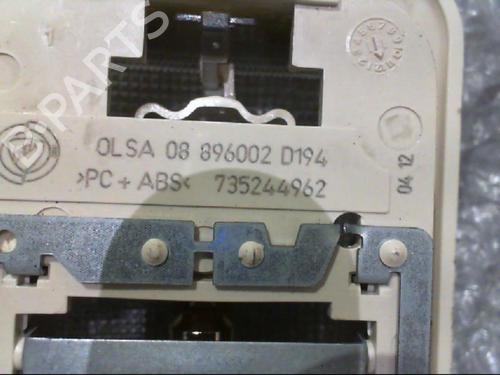 OLSA 08 896002 D194
>PC + ABS< 735244962
04 12
B-PARTS